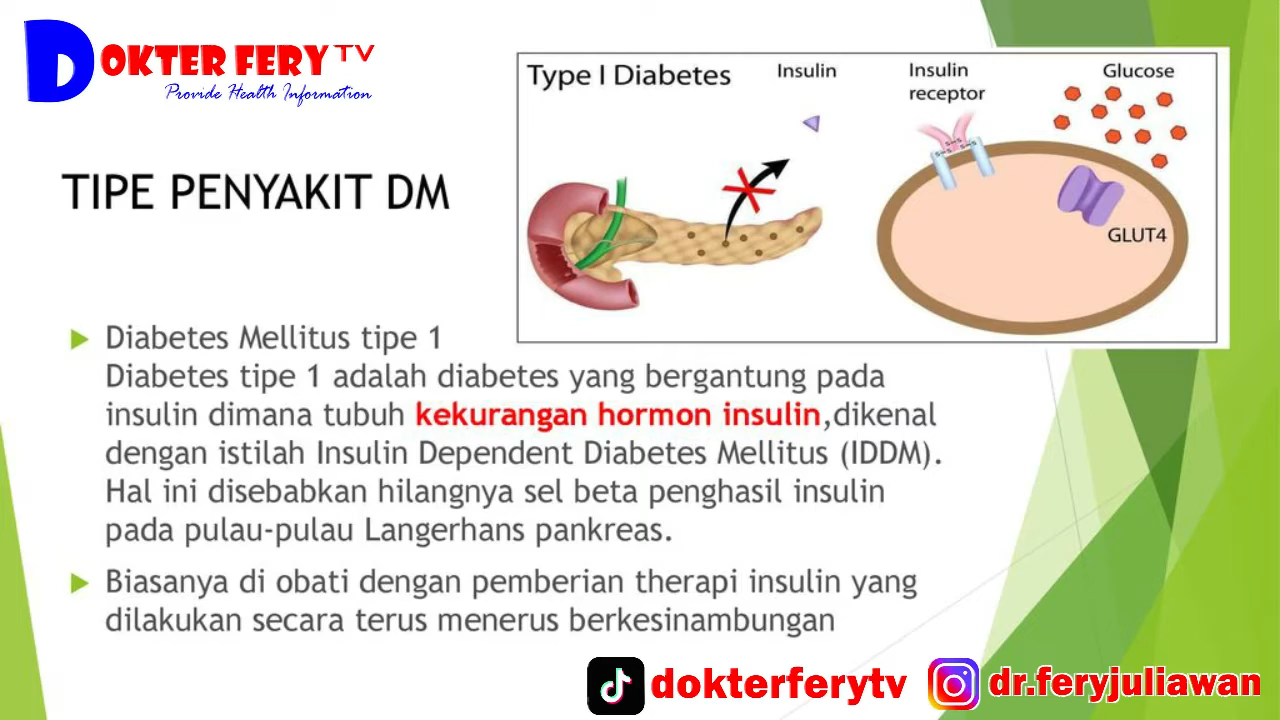 DOKTER FERY TV
Provide Health Information
Type I Diabetes
Insulin
Insulin
receptor
Glucose
GLUT4
TIPE PENYAKIT DM
Diabetes Mellitus tipe 1
Diabetes tipe 1 adalah diabetes yang bergantung pada
insulin dimana tubuh kekurangan hormon insulin,dikenal
dengan istilah Insulin Dependent Diabetes Mellitus (IDDM).
Hal ini disebabkan hilangnya sel beta penghasil insulin
pada pulau-pulau Langerhans pankreas.
Biasanya di obati dengan pemberian therapi insulin yang
dilakukan secara terus menerus berkesinambungan
dokterferytv
dr.feryjuliawan